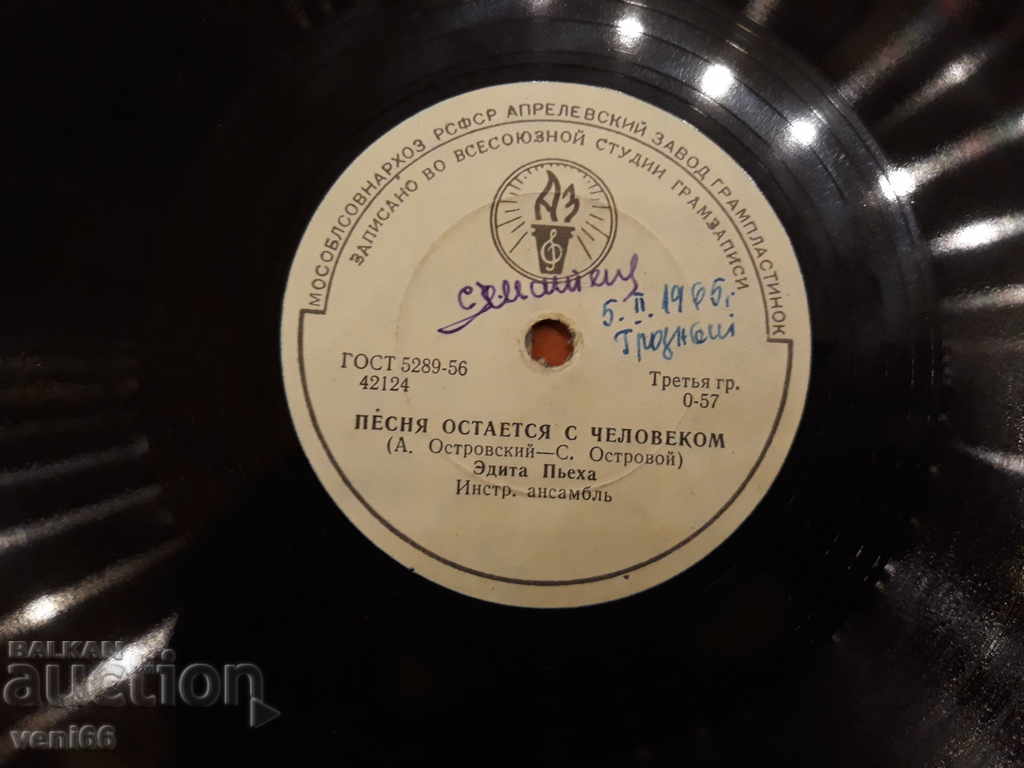 МОСОБЛСОВНАРХОЗ РСФСР АПРЕЛЕВСКИЙ ЗАВОД ГРАМПЛАСТИНОК
ЗАПИСАНО ВО ВСЕСОЮЗНОЙ СТУДИИ ГРАМЗАПИСИ
АЗ
5.II.1965г.
Грозный
ГОСТ 5289-56
42124
Третья гр.
0-57
ПЕСНЯ ОСТАЕТСЯ С ЧЕЛОВЕКОМ
(А. Островский—С. Островой)
Эдита Пьеха
Инстр. ансамбль
BALKAN
auction
veni66